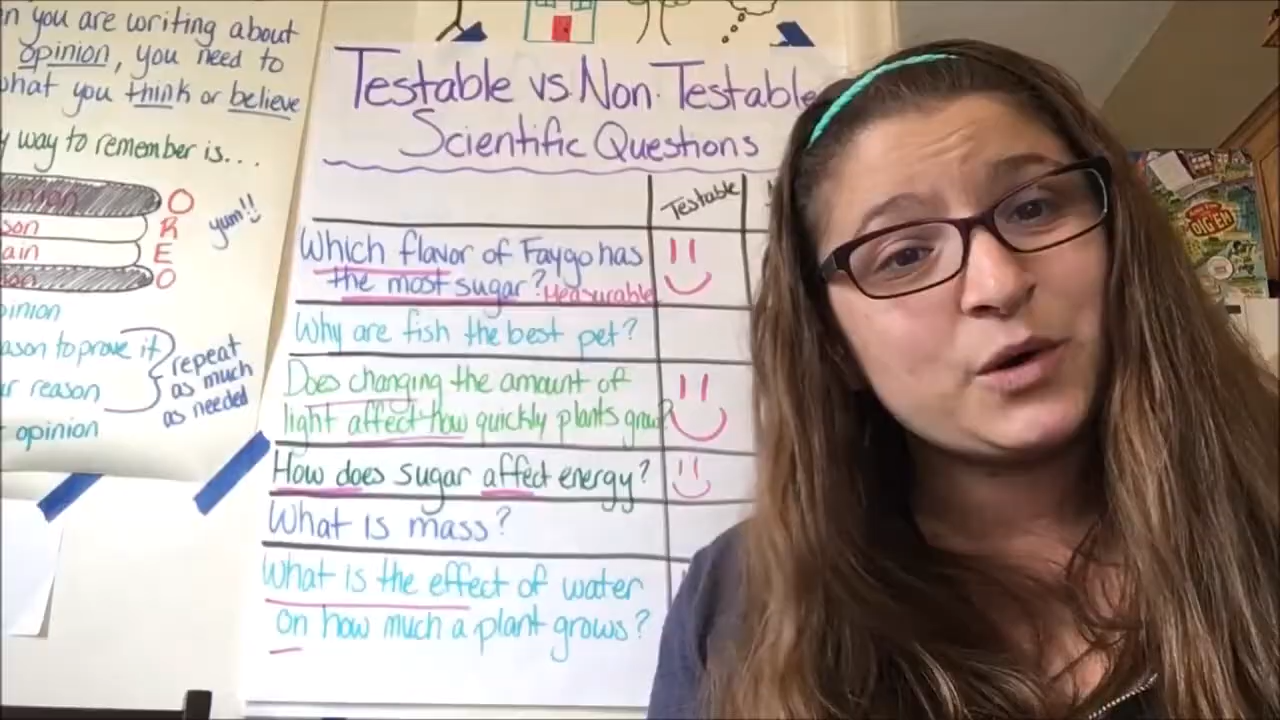 n you are writing about
opinion, you need to
what you think or believe
way to remember is...
O
son R
ain E
O
yum!!
pinion
ason to prove it
r reason
opinion
repeat
as much
as needed
Testable vs. Non-Testable
Scientific Questions
Testable
Which flavor of Faygo has
the most sugar? Measurable
Why are fish the best pet?
Does changing the amount of
light affect how quickly plants grow?
How does sugar affect energy?
What is mass?
What is the effect of water
on how much a plant grows?